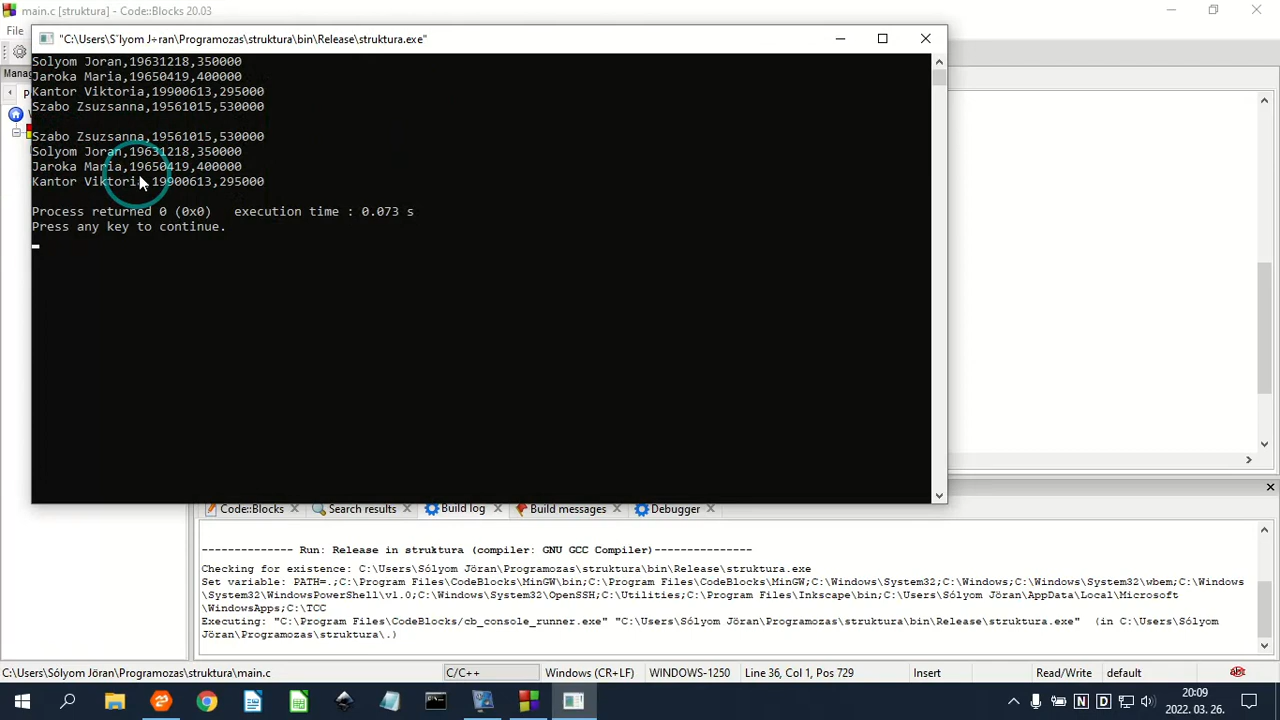 main.c [struktura] - Code::Blocks 20.03
File
"C:\Users\S˘lyom J÷ran\Programozas\struktura\bin\Release\struktura.exe"
Solyom Joran,19631218,350000
Jaroka Maria,19650419,400000
Kantor Viktoria,19900613,295000
Szabo Zsuzsanna,19561015,530000
Szabo Zsuzsanna,19561015,530000
Solyom Joran,19631218,350000
Jaroka Maria,19650419,400000
Kantor Viktoria,19900613,295000
Process returned 0 (0x0)   execution time : 0.073 s
Press any key to continue.
Code::Blocks
Search results
Build log
Build messages
Debugger
-------------- Run: Release in struktura (compiler: GNU GCC Compiler)---------------
Checking for existence: C:\Users\Sólyom Jöran\Programozas\struktura\bin\Release\struktura.exe
Set variable: PATH=.;C:\Program Files\CodeBlocks\MinGW\bin;C:\Program Files\CodeBlocks\MinGW;C:\Windows\System32;C:\Windows;C:\Windows\System32\wbem;C:\Windows
\System32\WindowsPowerShell\v1.0;C:\Windows\System32\OpenSSH;C:\Utilities;C:\Program Files\Inkscape\bin;C:\Users\Sólyom Jöran\AppData\Local\Microsoft
\WindowsApps;C:\TCC
Executing: "C:\Program Files\CodeBlocks/cb_console_runner.exe" "C:\Users\Sólyom Jöran\Programozas\struktura\bin\Release\struktura.exe"  (in C:\Users\Sólyom
Jöran\Programozas\struktura\.)
C:\Users\Sólyom Jöran\Programozas\struktura\main.c
C/C++
Windows (CR+LF)
WINDOWS-1250
Line 36, Col 1, Pos 729
Insert
Read/Write
default
20:09
2022. 03. 26.